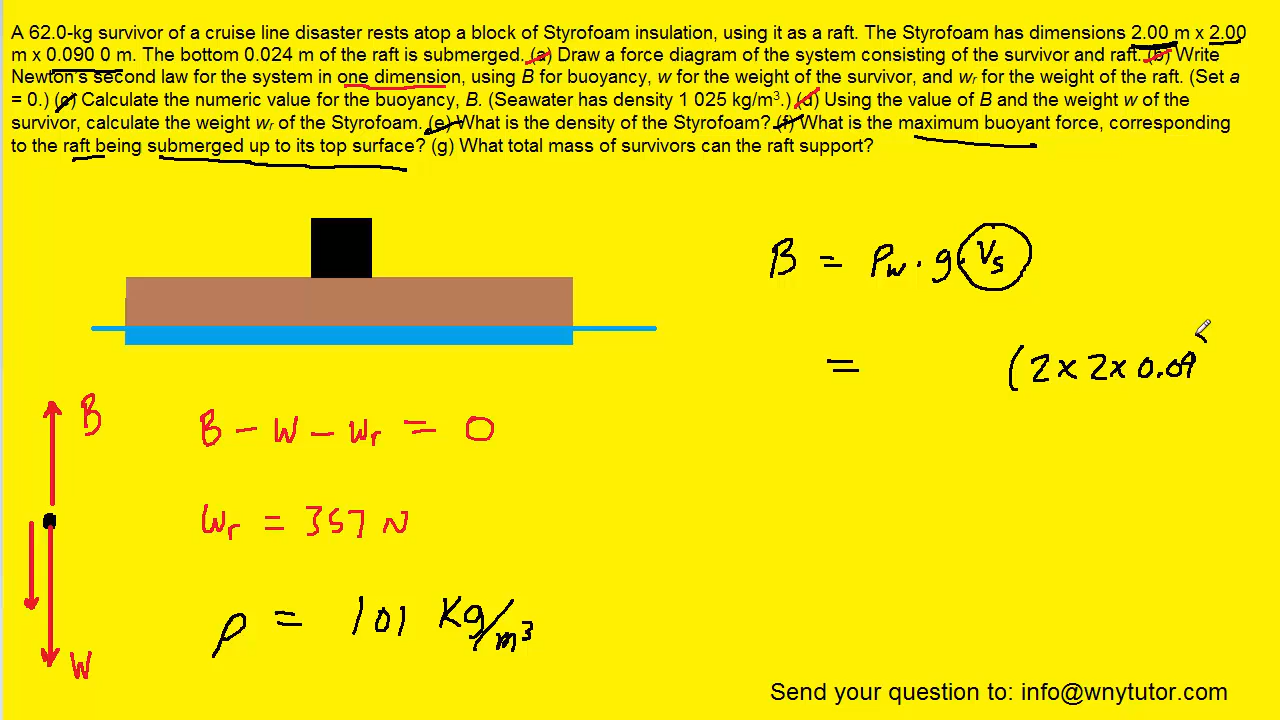 A 62.0-kg survivor of a cruise line disaster rests atop a block of Styrofoam insulation, using it as a raft. The Styrofoam has dimensions 2.00 m x 2.00
m x 0.090 0 m. The bottom 0.024 m of the raft is submerged. (a) Draw a force diagram of the system consisting of the survivor and raft. (b) Write
Newton's second law for the system in one dimension, using B for buoyancy, w for the weight of the survivor, and wr for the weight of the raft. (Set a
= 0.) (c) Calculate the numeric value for the buoyancy, B. (Seawater has density 1 025 kg/m³.) (d) Using the value of B and the weight w of the
survivor, calculate the weight wr of the Styrofoam. (e) What is the density of the Styrofoam? (f) What is the maximum buoyant force, corresponding
to the raft being submerged up to its top surface? (g) What total mass of survivors can the raft support?
B = ρw · g · Vs
= (2 x 2 x 0.09
B
B - W - Wr = 0
Wr = 357 N
ρ = 101 Kg/m³
W
Send your question to: info@wnytutor.com